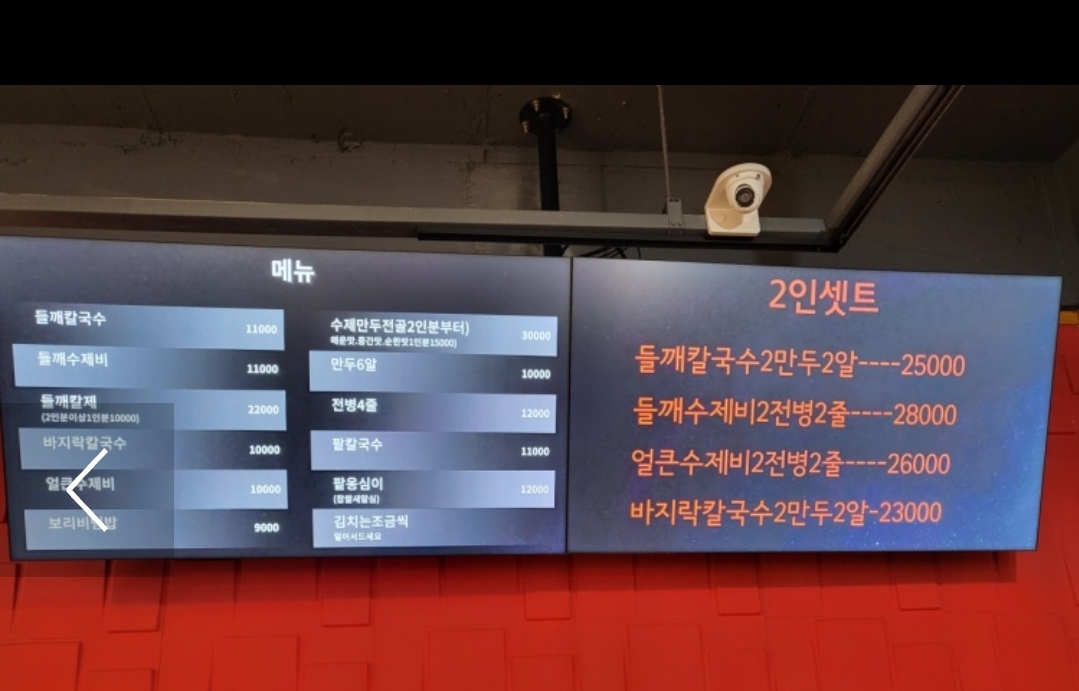 메뉴
들깨칼국수 11000
들깨수제비 11000
들깨칼제 22000
(2인분이상1인분10000)
바지락칼국수 10000
얼큰수제비 10000
보리비빔밥 9000
수제만두전골2인분부터) 30000
매운맛,중간맛,순한맛1인분15000)
만두6알 10000
전병4줄 12000
팥칼국수 11000
팥옹심이 12000
(찹쌀새알심)
김치는조금씩
덜어서드세요
2인셋트
들깨칼국수2만두2알----25000
들깨수제비2전병2줄----28000
얼큰수제비2전병2줄----26000
바지락칼국수2만두2알-23000